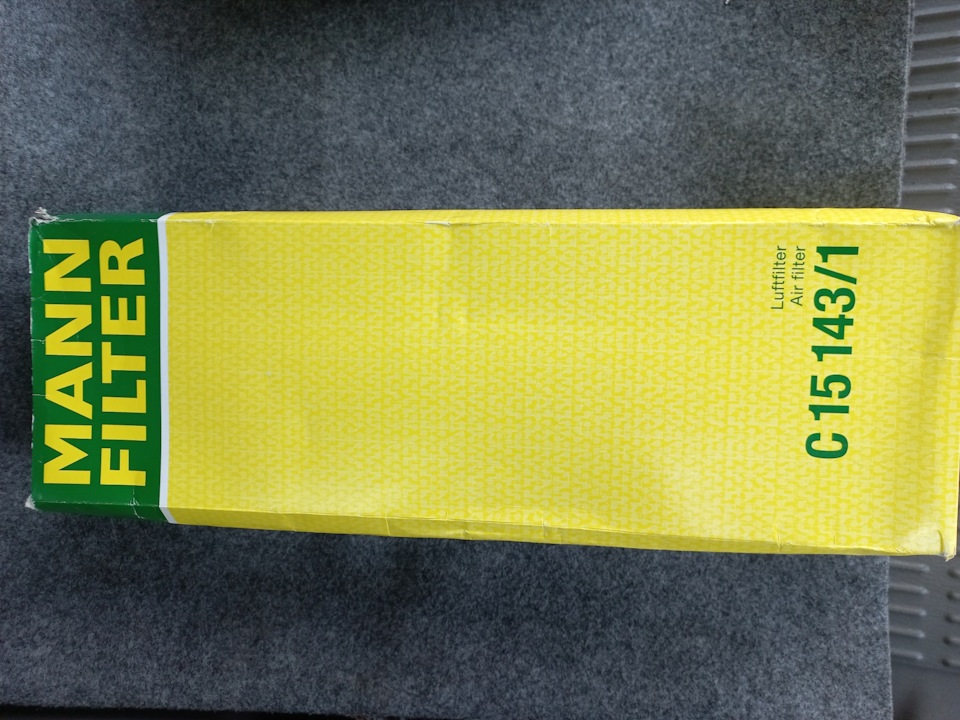 MANN
FILTER
Luftfilter
Air filter
C 15 143/1